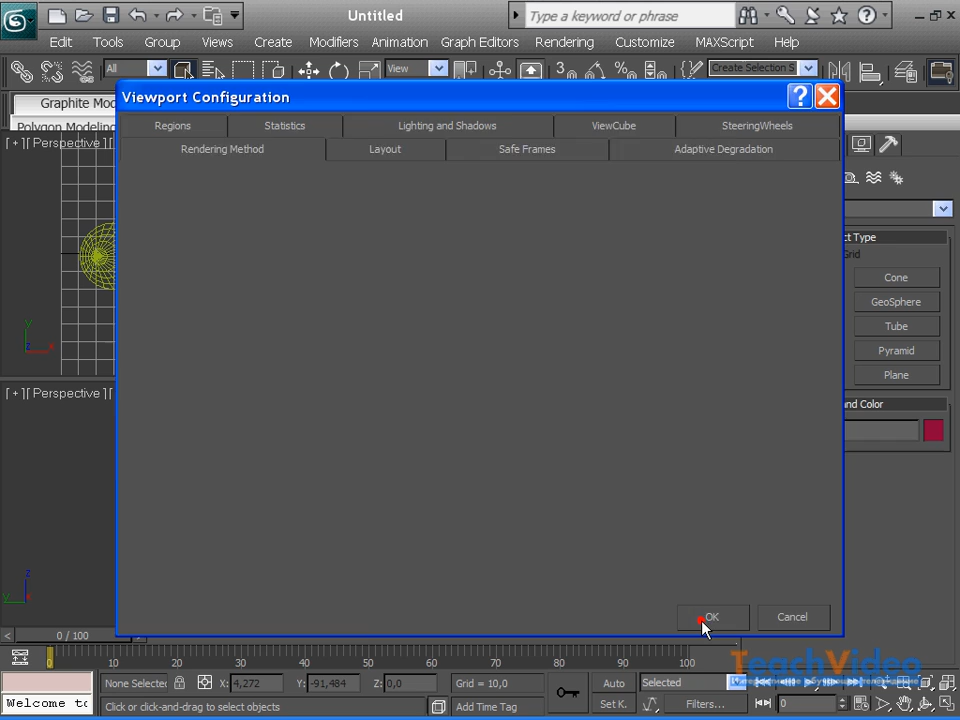 Untitled
Type a keyword or phrase
Edit Tools Group Views Create Modifiers Animation Graph Editors Rendering Customize MAXScript Help
All View 3 Create Selection S
Graphite Mod
Polygon Modeling
Viewport Configuration
Regions Statistics Lighting and Shadows ViewCube SteeringWheels
Rendering Method Layout Safe Frames Adaptive Degradation
[ + ][ Perspective ]
ct Type
Grid
Cone
GeoSphere
Tube
Pyramid
Plane
[ + ][ Perspective ]
and Color
y
x
z
z
y
OK Cancel
< 0 / 100 >
0 10 20 30 40 50 60 70 80 90 100
TeachVideo
None Selected X: 4,272 Y: -91,484 Z: 0,0 Grid = 10,0 Auto Selected
Welcome to Click or click-and-drag to select objects Add Time Tag Set K. Filters... 0